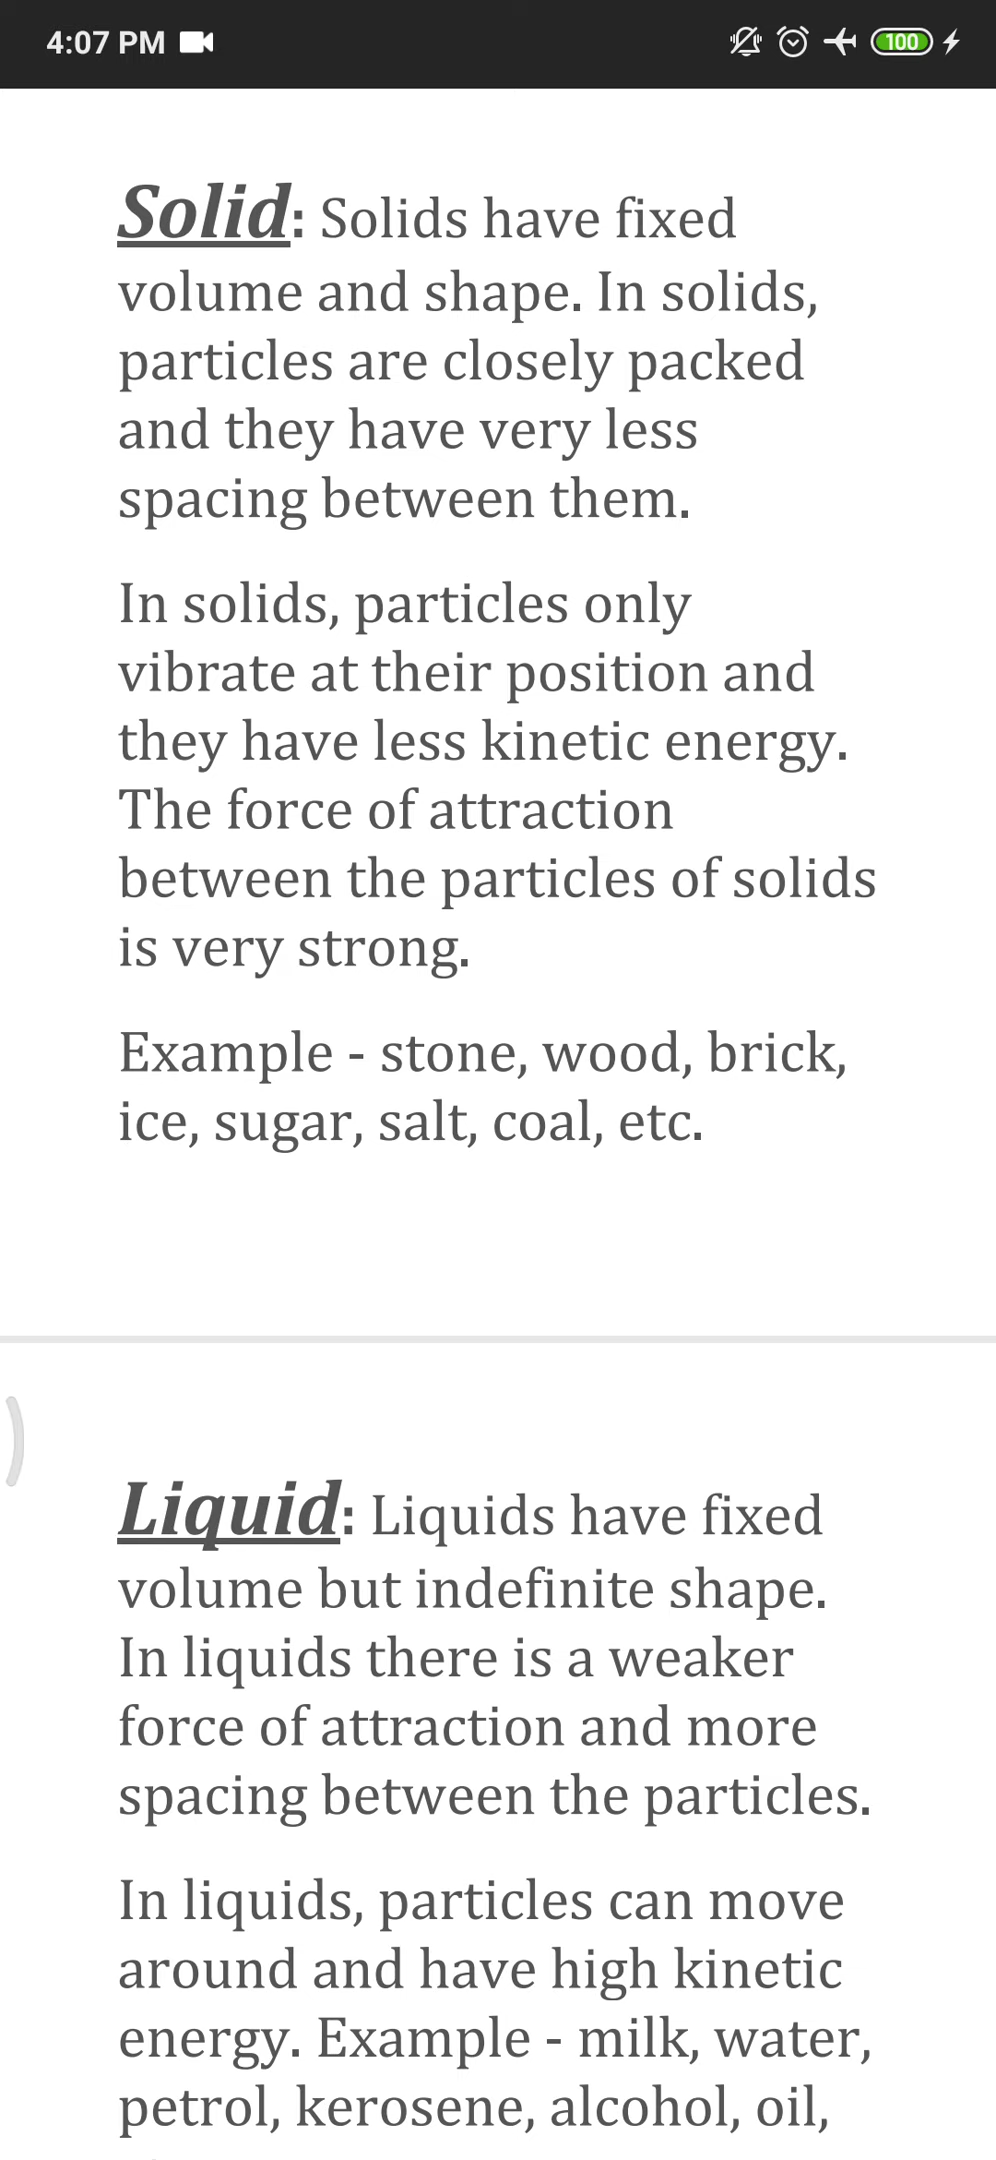 4:07 PM
100
Solid: Solids have fixed
volume and shape. In solids,
particles are closely packed
and they have very less
spacing between them.
In solids, particles only
vibrate at their position and
they have less kinetic energy.
The force of attraction
between the particles of solids
is very strong.
Example - stone, wood, brick,
ice, sugar, salt, coal, etc.
Liquid: Liquids have fixed
volume but indefinite shape.
In liquids there is a weaker
force of attraction and more
spacing between the particles.
In liquids, particles can move
around and have high kinetic
energy. Example - milk, water,
petrol, kerosene, alcohol, oil,